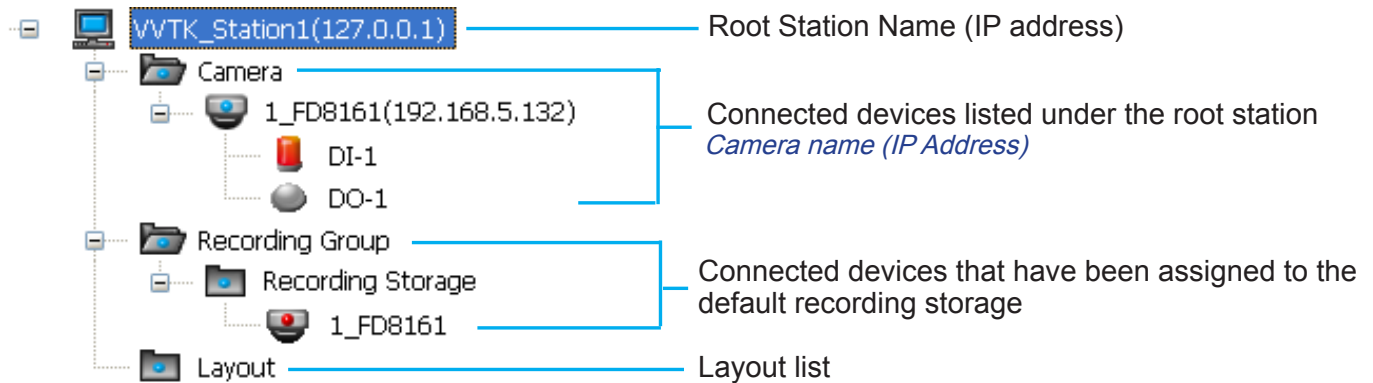 VVTK_Station1(127.0.0.1)
Root Station Name (IP address)
Camera
1_FD8161(192.168.5.132)
Connected devices listed under the root station
Camera name (IP Address)
DI-1
DO-1
Recording Group
Connected devices that have been assigned to the
default recording storage
Recording Storage
1_FD8161
Layout
Layout list